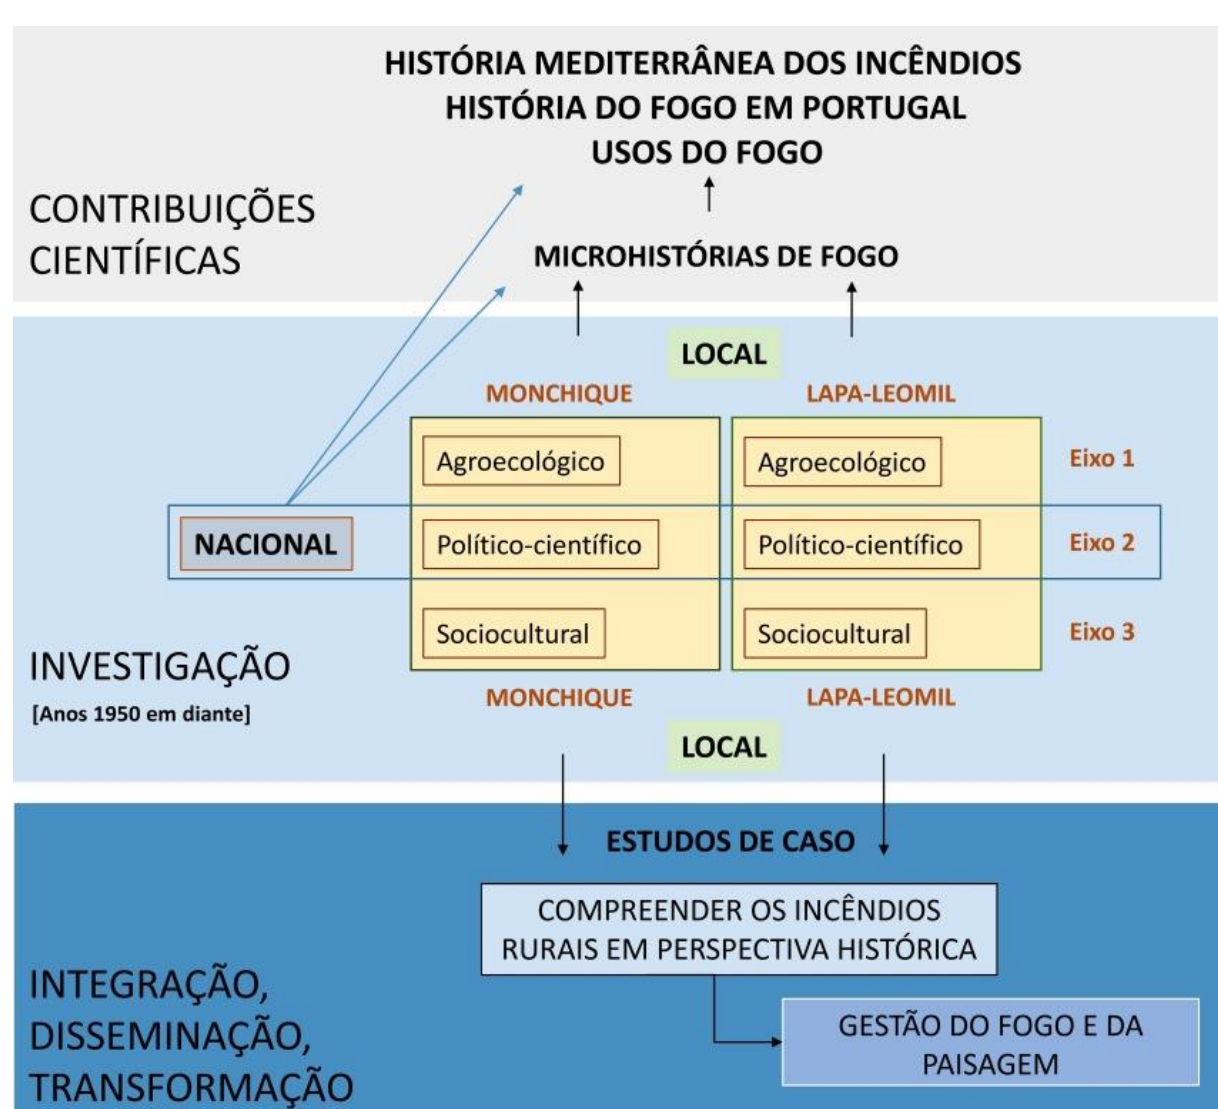 HISTÓRIA MEDITERRÂNEA DOS INCÊNDIOS
HISTÓRIA DO FOGO EM PORTUGAL
USOS DO FOGO
CONTRIBUIÇÕES
CIENTÍFICAS
MICROHISTÓRIAS DE FOGO
LOCAL
MONCHIQUE
LAPA-LEOMIL
Agroecológico
Agroecológico
Eixo 1
NACIONAL
Político-científico
Político-científico
Eixo 2
Sociocultural
Sociocultural
Eixo 3
INVESTIGAÇÃO
[Anos 1950 em diante]
MONCHIQUE
LAPA-LEOMIL
LOCAL
ESTUDOS DE CASO
COMPREENDER OS INCÊNDIOS
RURAIS EM PERSPECTIVA HISTÓRICA
INTEGRAÇÃO,
DISSEMINAÇÃO,
TRANSFORMAÇÃO
GESTÃO DO FOGO E DA
PAISAGEM